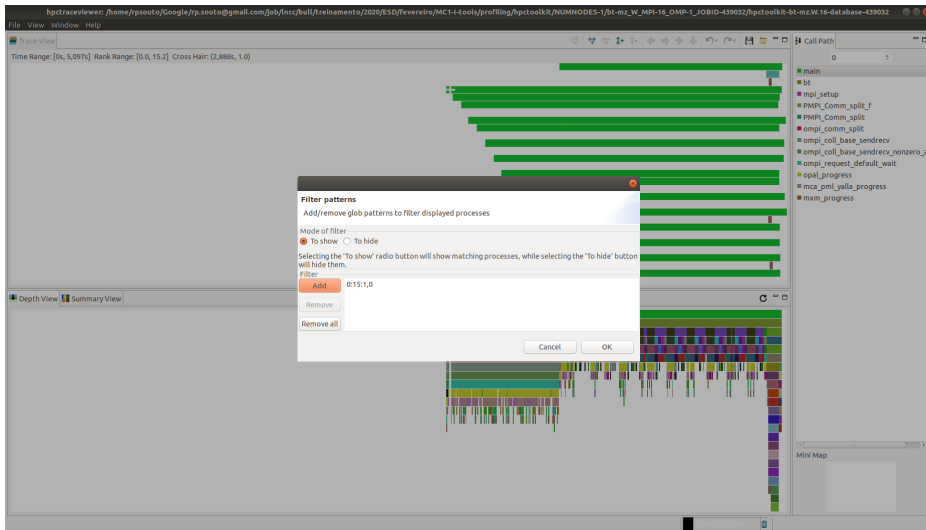 hpctraceviewer: /home/rpsouto/Google/rp.souto@gmail.com/job/lncc/bull/treinamento/2020/ESD/fevereiro/MC1-I-tools/profiling/hpctoolkit/NUMNODES-1/bt-mz_W_MPI-16_OMP-1_JOBID-439032/hpctoolkit-bt-mz.W.16-database-439032
File View Window Help
Trace View
Time Range: [0s, 5,097s] Rank Range: [0.0, 15.2] Cross Hair: (2,886s, 1.0)
Call Path
0
main
bt
mpi_setup
PMPI_Comm_split_f
PMPI_Comm_split
ompi_comm_split
ompi_coll_base_sendrecv
ompi_coll_base_sendrecv_nonzero_a
ompi_request_default_wait
opal_progress
mca_pml_yalla_progress
mxm_progress
Filter patterns
Add/remove glob patterns to filter displayed processes
Mode of filter
To show To hide
Selecting the 'To show' radio button will show matching processes, while selecting the 'To hide' button
will hide them.
Filter
Add
0:15:1,0
Remove
Remove all
Cancel OK
Depth View Summary View
Mini Map